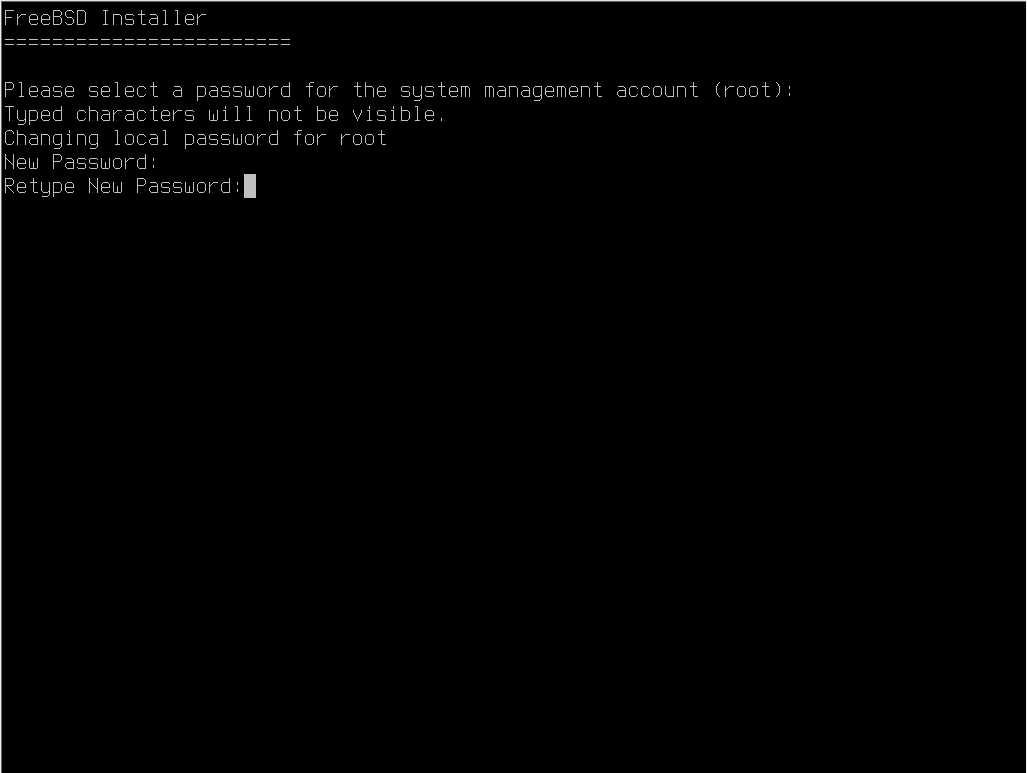 FreeBSD Installer
========================
Please select a password for the system management account (root):
Typed characters will not be visible.
Changing local password for root
New Password:
Retype New Password: